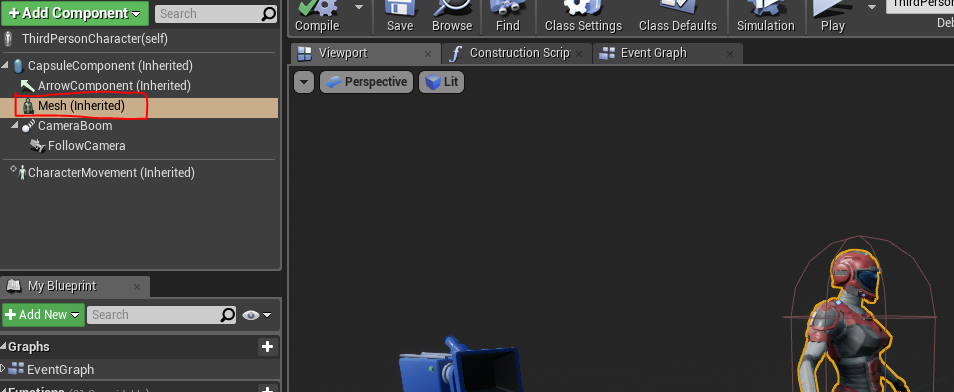 Add Component
Search
ThirdPersonCharacter(self)
CapsuleComponent (Inherited)
ArrowComponent (Inherited)
Mesh (Inherited)
CameraBoom
FollowCamera
CharacterMovement (Inherited)
My Blueprint
Add New
Search
Graphs
EventGraph
Compile
Save
Browse
Find
Class Settings
Class Defaults
Simulation
Play
ThirdPerson
Viewport
Construction Scrip
Event Graph
Perspective
Lit